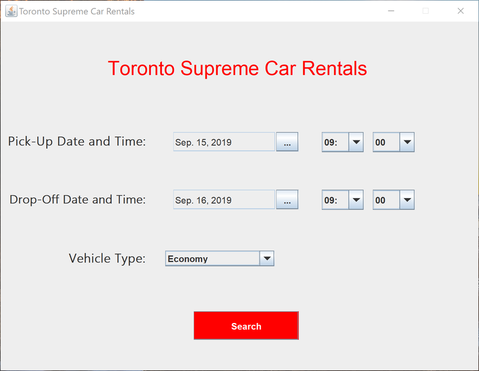 Toronto Supreme Car Rentals
Toronto Supreme Car Rentals
Pick-Up Date and Time: Sep. 15, 2019 ... 09: 00
Drop-Off Date and Time: Sep. 16, 2019 ... 09: 00
Vehicle Type: Economy
Search